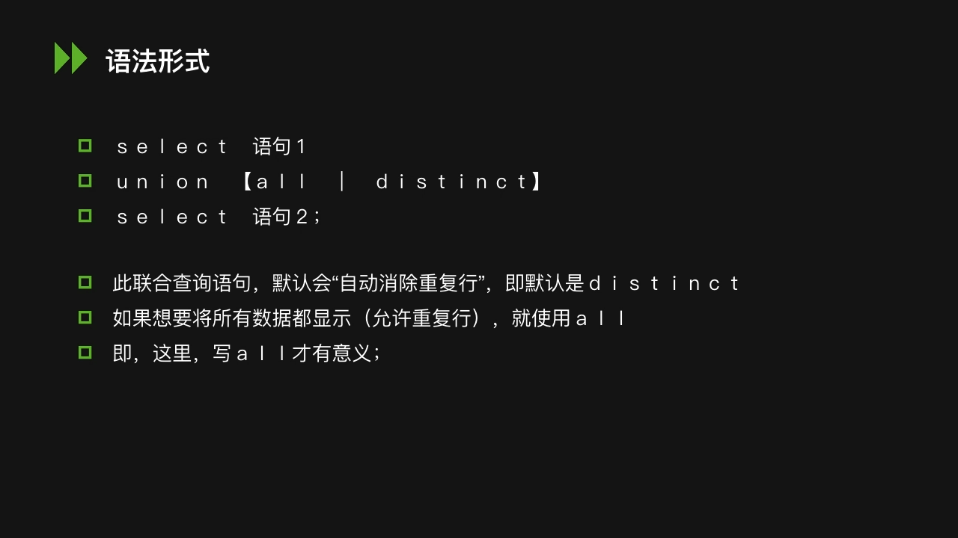 语法形式
ｓｅｌｅｃｔ　语句１
ｕｎｉｏｎ　【ａｌｌ　｜　ｄｉｓｔｉｎｃｔ】
ｓｅｌｅｃｔ　语句２；
此联合查询语句，默认会“自动消除重复行”，即默认是ｄｉｓｔｉｎｃｔ
如果想要将所有数据都显示（允许重复行），就使用ａｌｌ
即，这里，写ａｌｌ才有意义；